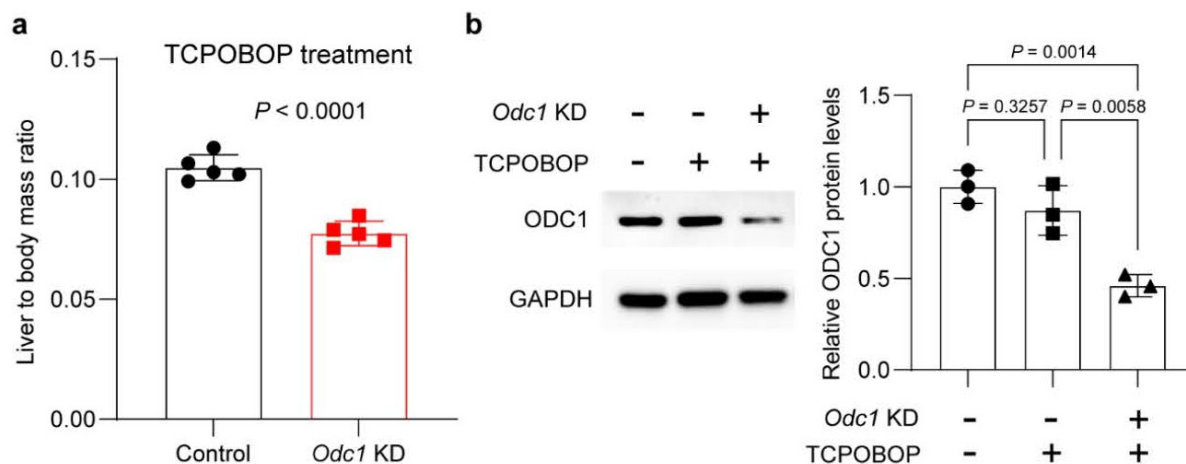 a
TCPOBOP treatment
P < 0.0001
0.15
0.10
0.05
0.00
Liver to body mass ratio
Control
Odc1 KD
b
Odc1 KD - - +
TCPOBOP - + +
ODC1
GAPDH
P = 0.0014
P = 0.3257
P = 0.0058
1.5
1.0
0.5
0.0
Relative ODC1 protein levels
Odc1 KD - - +
TCPOBOP - + +